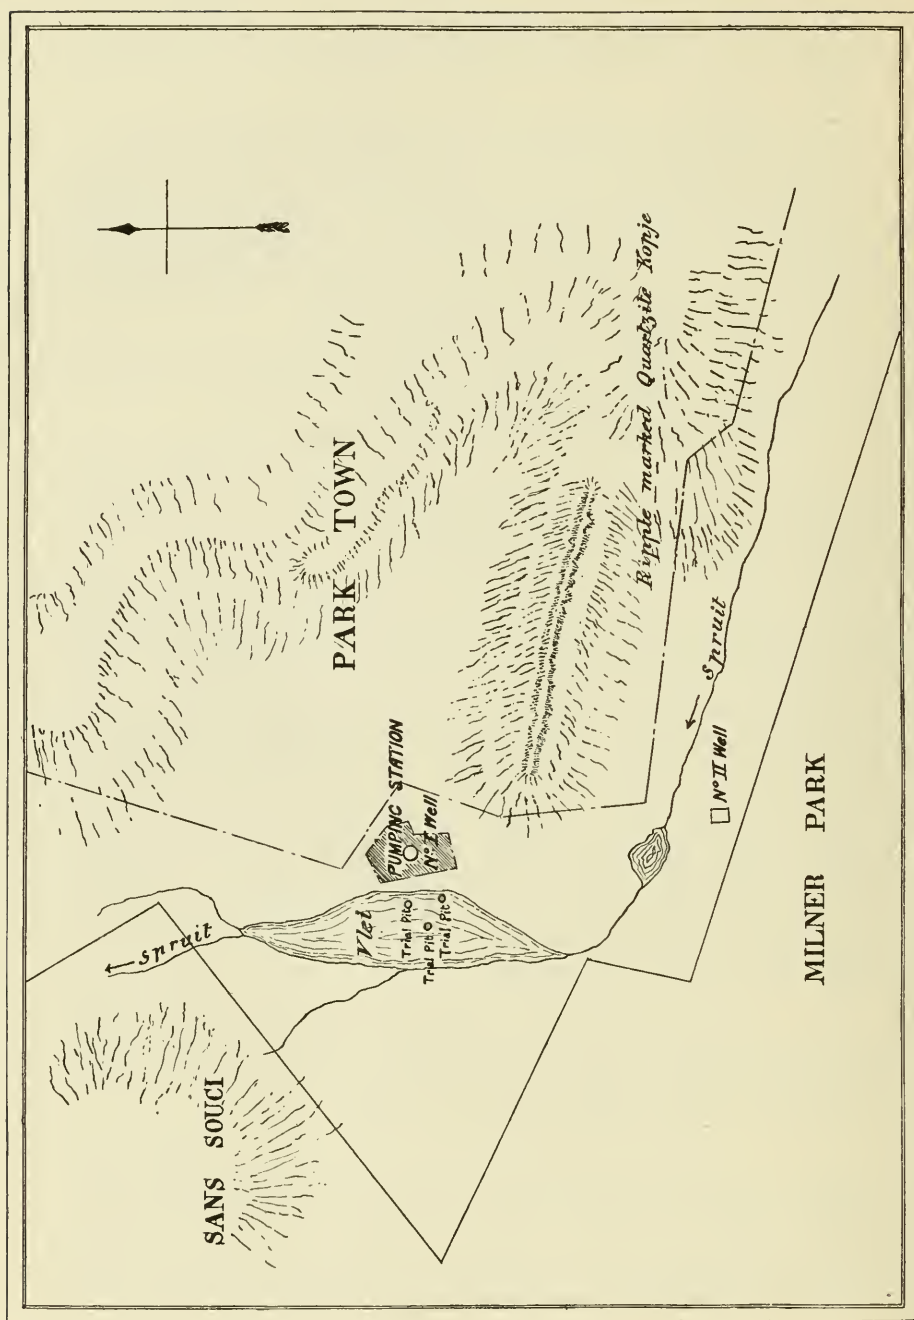 SANS SOUCI
Spruit
Vlei
Trial Pit
Trial Pit
Trial Pit
PUMPING STATION
Nº I Well
PARK TOWN
Ripple marked Quartzite Kopje
Spruit
Nº II Well
MILNER PARK